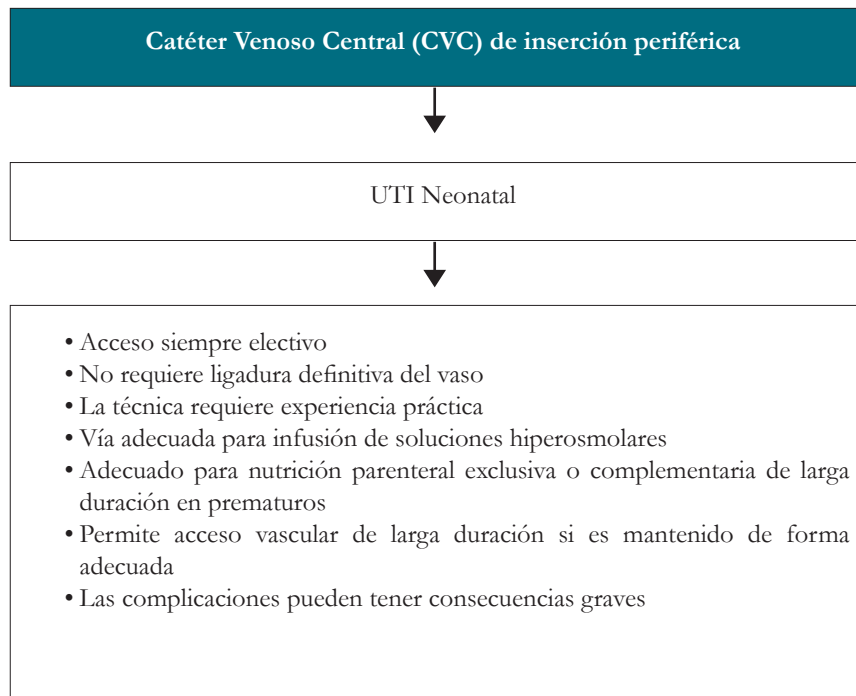 Catéter Venoso Central (CVC) de inserción periférica
UTI Neonatal
• Acceso siempre electivo
• No requiere ligadura definitiva del vaso
• La técnica requiere experiencia práctica
• Vía adecuada para infusión de soluciones hiperosmolares
• Adecuado para nutrición parenteral exclusiva o complementaria de larga
duración en prematuros
• Permite acceso vascular de larga duración si es mantenido de forma
adecuada
• Las complicaciones pueden tener consecuencias graves